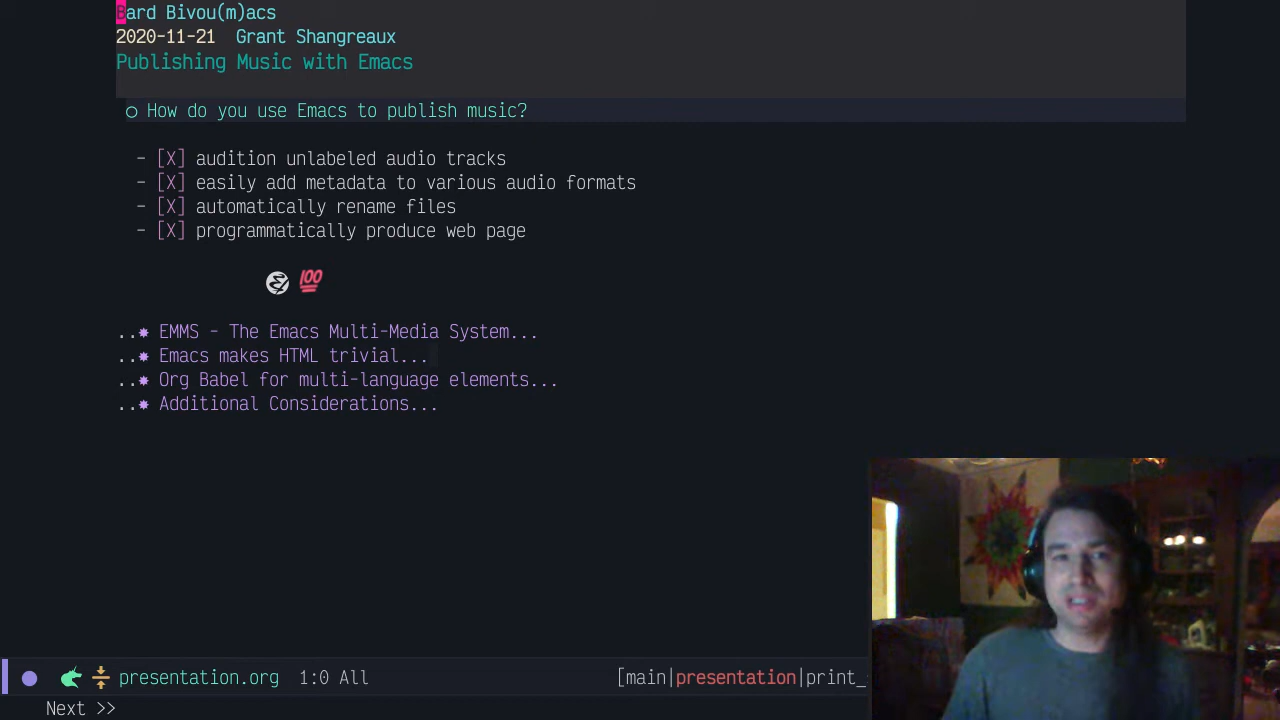 Bard Bivou(m)acs
2020-11-21 Grant Shangreaux
Publishing Music with Emacs
○ How do you use Emacs to publish music?
- [X] audition unlabeled audio tracks
- [X] easily add metadata to various audio formats
- [X] automatically rename files
- [X] programmatically produce web page
💯
..✸ EMMS - The Emacs Multi-Media System...
..✸ Emacs makes HTML trivial...
..✸ Org Babel for multi-language elements...
..✸ Additional Considerations...
presentation.org 1:0 All [main|presentation|print_
Next >>